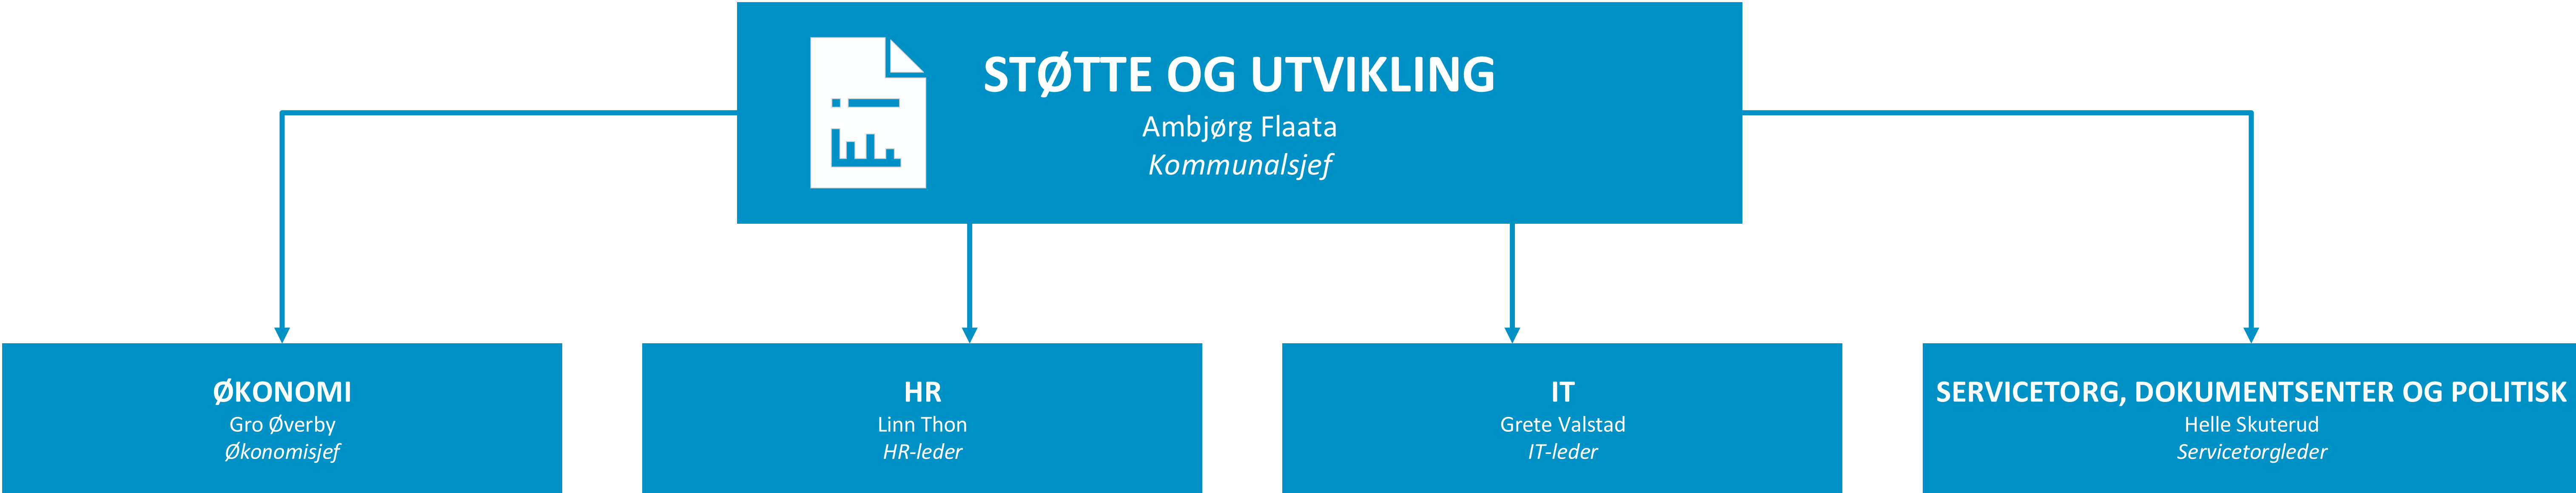 STØTTE OG UTVIKLING
Ambjørg Flaata
Kommunalsjef
ØKONOMI
Gro Øverby
Økonomisjef
HR
Linn Thon
HR-leder
IT
Grete Valstad
IT-leder
SERVICETORG, DOKUMENTSENTER OG POLITISK
Helle Skuterud
Servicetorgleder